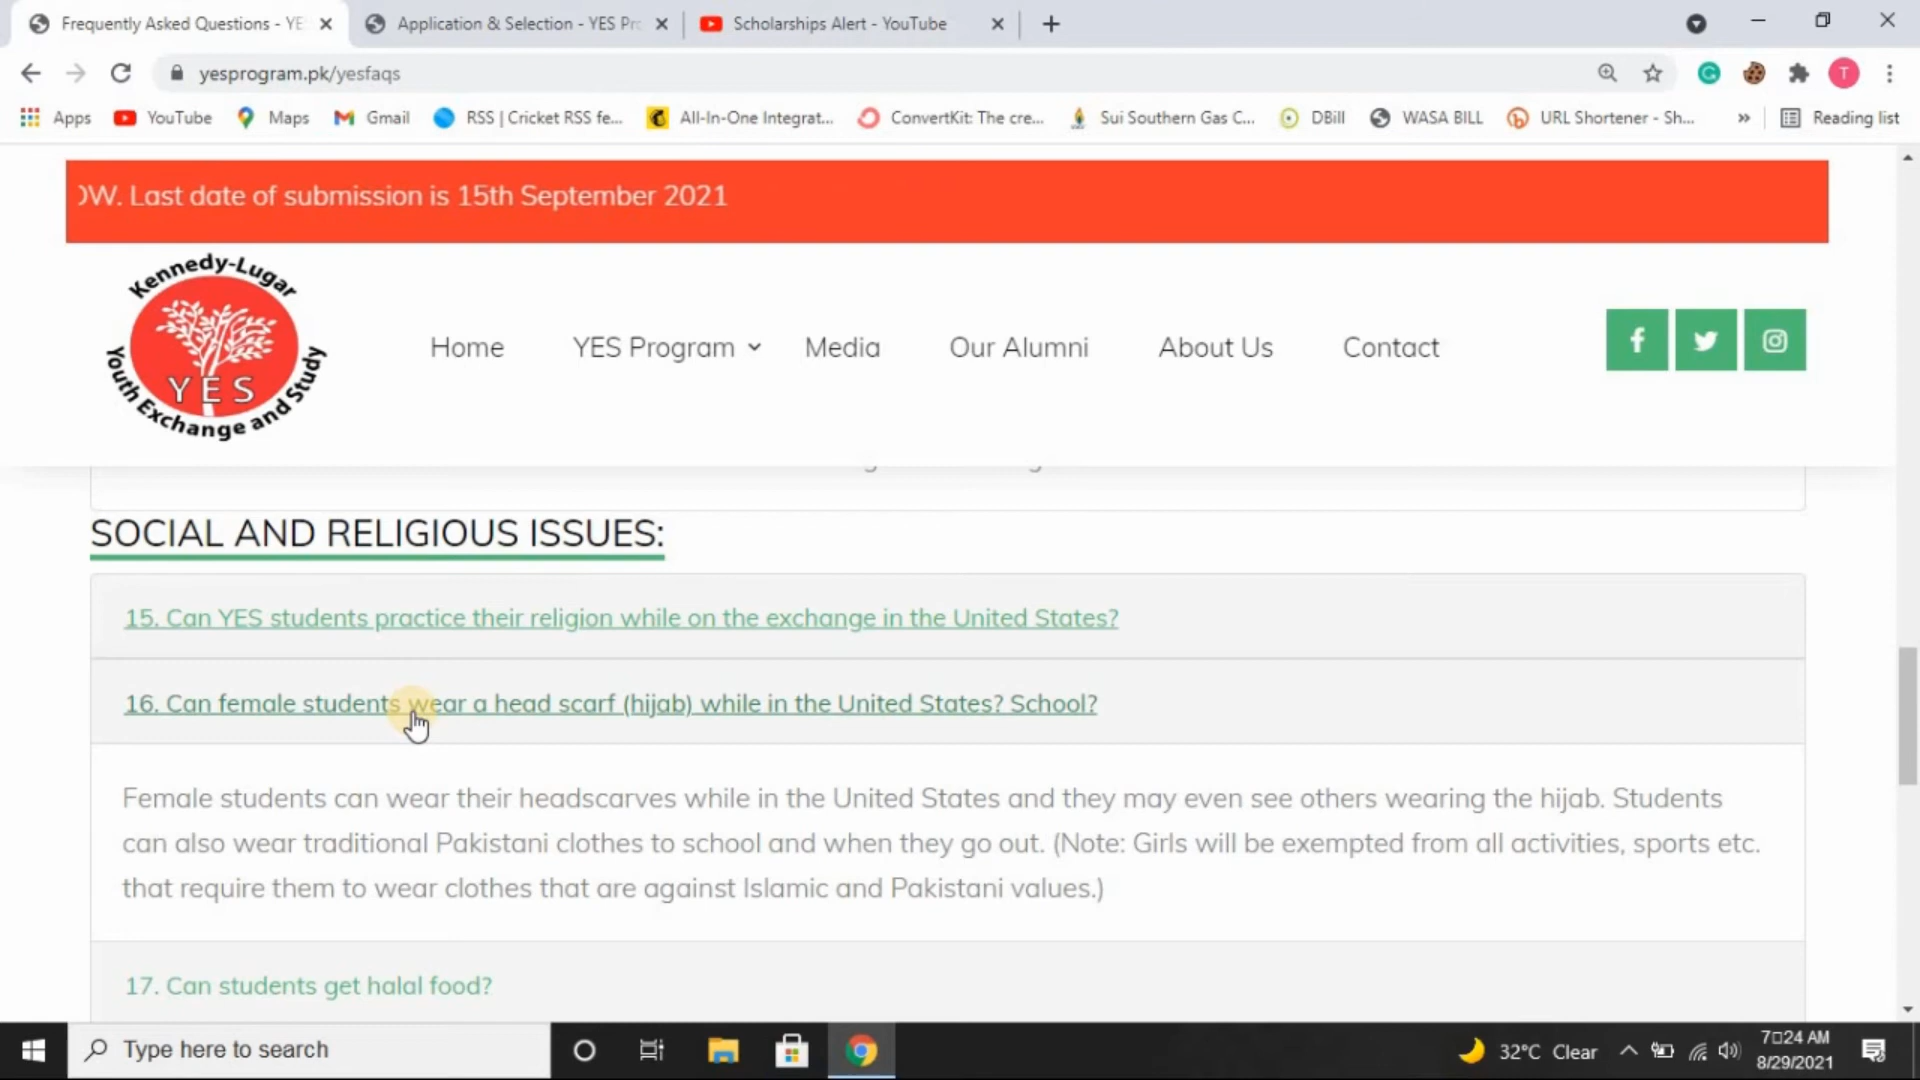 Frequently Asked Questions - YE
Application & Selection - YES Pr
Scholarships Alert - YouTube
yesprogram.pk/yesfaqs
T
Apps
YouTube
Maps
Gmail
RSS | Cricket RSS fe...
All-In-One Integrat...
ConvertKit: The cre...
Sui Southern Gas C...
DBill
WASA BILL
URL Shortener - Sh...
»
Reading list
OW. Last date of submission is 15th September 2021
Kennedy-Lugar
YES
Youth Exchange and Study
Home
YES Program
Media
Our Alumni
About Us
Contact
SOCIAL AND RELIGIOUS ISSUES:
15. Can YES students practice their religion while on the exchange in the United States?
16. Can female students wear a head scarf (hijab) while in the United States? School?
Female students can wear their headscarves while in the United States and they may even see others wearing the hijab. Students
can also wear traditional Pakistani clothes to school and when they go out. (Note: Girls will be exempted from all activities, sports etc.
that require them to wear clothes that are against Islamic and Pakistani values.)
17. Can students get halal food?
Type here to search
32°C Clear
7▯24 AM
8/29/2021